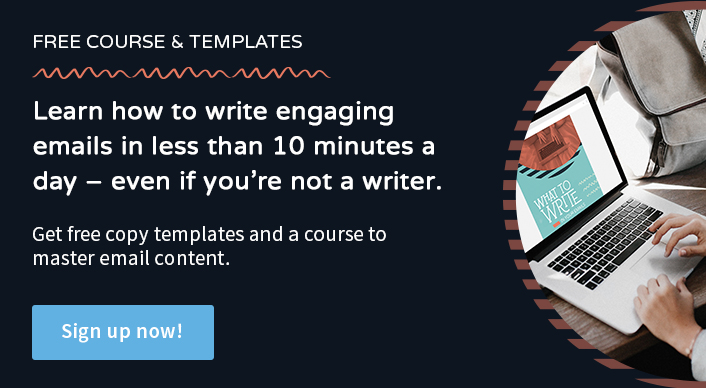 FREE COURSE & TEMPLATES
Learn how to write engaging
emails in less than 10 minutes a
day – even if you're not a writer.
Get free copy templates and a course to
master email content.
Sign up now!
WHAT TO
WRITE